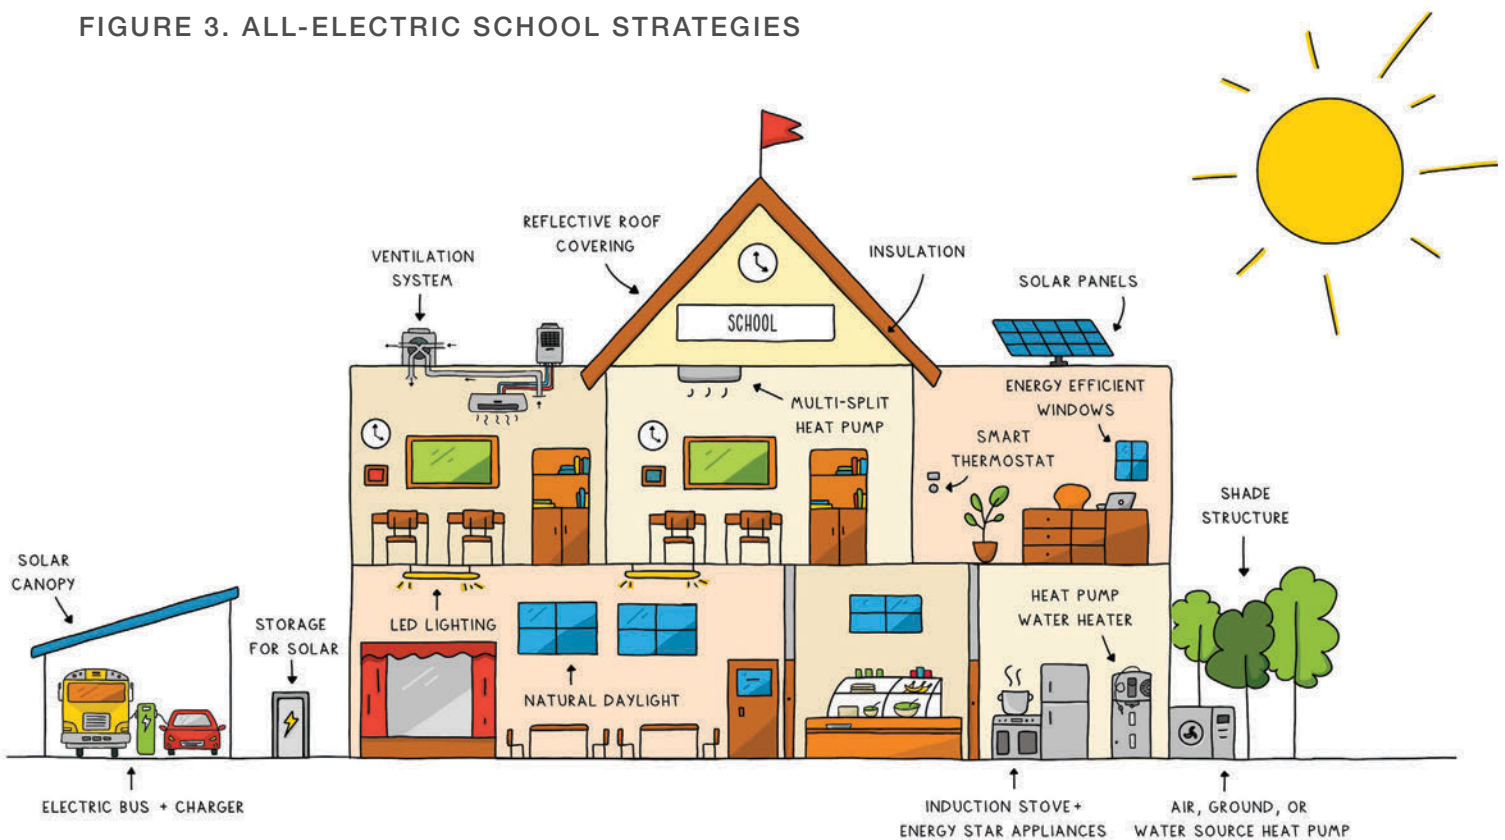 FIGURE 3. ALL-ELECTRIC SCHOOL STRATEGIES
REFLECTIVE ROOF
COVERING
VENTILATION
SYSTEM
INSULATION
SOLAR PANELS
SCHOOL
MULTI-SPLIT
HEAT PUMP
ENERGY EFFICIENT
WINDOWS
SMART
THERMOSTAT
SHADE
STRUCTURE
SOLAR
CANOPY
STORAGE
FOR SOLAR
LED LIGHTING
NATURAL DAYLIGHT
HEAT PUMP
WATER HEATER
ELECTRIC BUS + CHARGER
INDUCTION STOVE+
ENERGY STAR APPLIANCES
AIR, GROUND, OR
WATER SOURCE HEAT PUMP